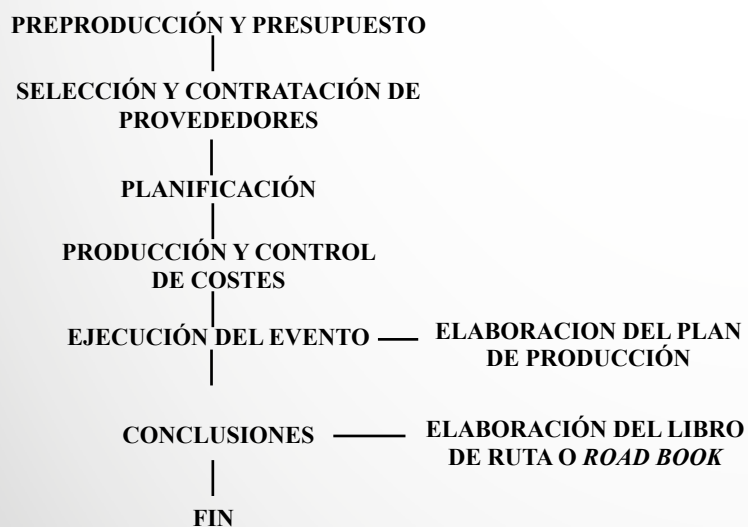 PREPRODUCCIÓN Y PRESUPUESTO
SELECCIÓN Y CONTRATACIÓN DE
PROVEDEDORES
PLANIFICACIÓN
PRODUCCIÓN Y CONTROL
DE COSTES
EJECUCIÓN DEL EVENTO
ELABORACION DEL PLAN
DE PRODUCCIÓN
CONCLUSIONES
ELABORACIÓN DEL LIBRO
DE RUTA O ROAD BOOK
FIN